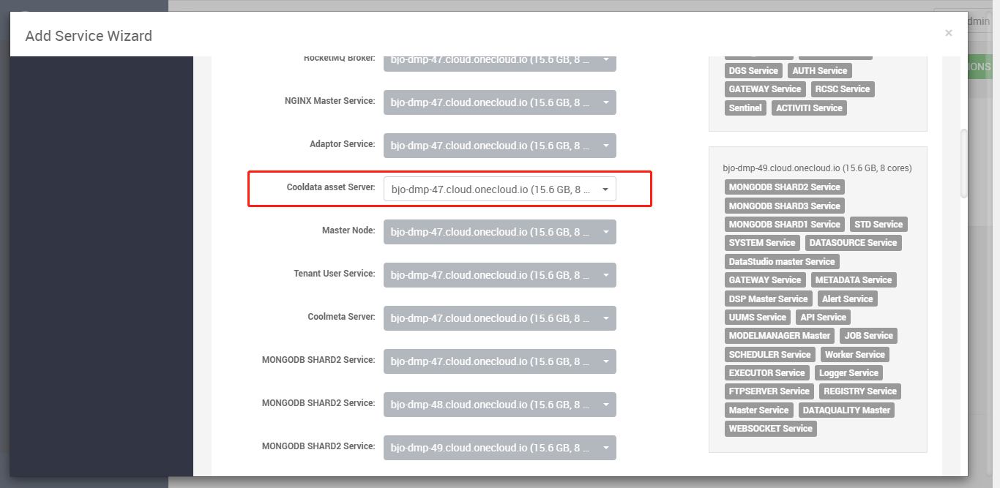 Add Service Wizard
×
dmin
IONS
RocketMQ Broker: bjo-dmp-47.cloud.onecloud.io (15.6 GB, 8 ...
NGINX Master Service: bjo-dmp-47.cloud.onecloud.io (15.6 GB, 8 ...
Adaptor Service: bjo-dmp-47.cloud.onecloud.io (15.6 GB, 8 ...
Cooldata asset Server: bjo-dmp-47.cloud.onecloud.io (15.6 GB, 8 ...
Master Node: bjo-dmp-47.cloud.onecloud.io (15.6 GB, 8 ...
Tenant User Service: bjo-dmp-47.cloud.onecloud.io (15.6 GB, 8 ...
Coolmeta Server: bjo-dmp-47.cloud.onecloud.io (15.6 GB, 8 ...
MONGODB SHARD2 Service: bjo-dmp-47.cloud.onecloud.io (15.6 GB, 8 ...
MONGODB SHARD2 Service: bjo-dmp-48.cloud.onecloud.io (15.6 GB, 8 ...
MONGODB SHARD2 Service: bjo-dmp-49.cloud.onecloud.io (15.6 GB, 8 ...
DGS Service AUTH Service
GATEWAY Service RCSC Service
Sentinel ACTIVITI Service
bjo-dmp-49.cloud.onecloud.io (15.6 GB, 8 cores)
MONGODB SHARD2 Service
MONGODB SHARD3 Service
MONGODB SHARD1 Service STD Service
SYSTEM Service DATASOURCE Service
DataStudio master Service
GATEWAY Service METADATA Service
DSP Master Service Alert Service
UUMS Service API Service
MODELMANAGER Master JOB Service
SCHEDULER Service Worker Service
EXECUTOR Service Logger Service
FTPSERVER Service REGISTRY Service
Master Service DATAQUALITY Master
WEBSOCKET Service